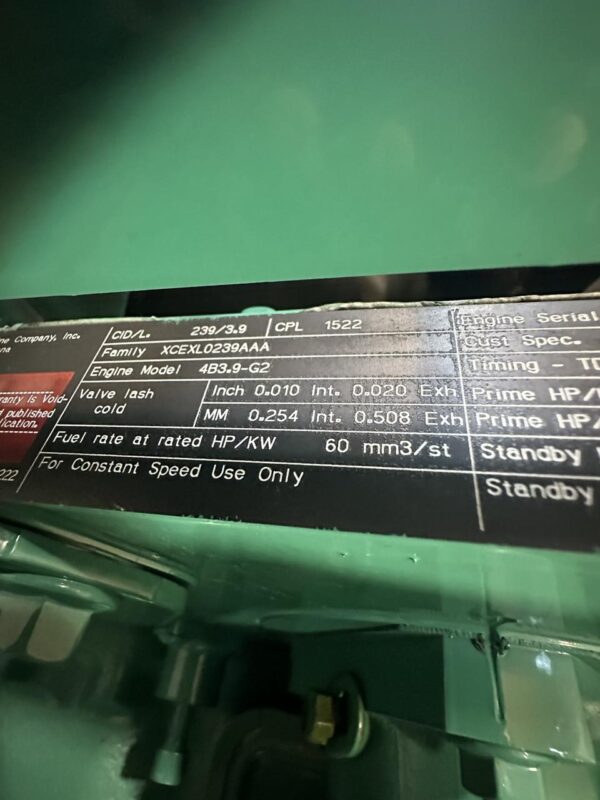 ne Company, Inc.
na
CID/L. 239/3.9 CPL 1522
Family XCEXL0239AAA
Engine Model 4B3.9-G2
Valve lash cold
Inch 0.010 Int. 0.020 Exh
MM 0.254 Int. 0.508 Exh
Fuel rate at rated HP/KW 60 mm3/st
For Constant Speed Use Only
Engine Serial
Cust Spec.
Timing - TD
Prime HP/
Prime HP/
Standby
Standby
ranty Is Void-
d published
ication.
222